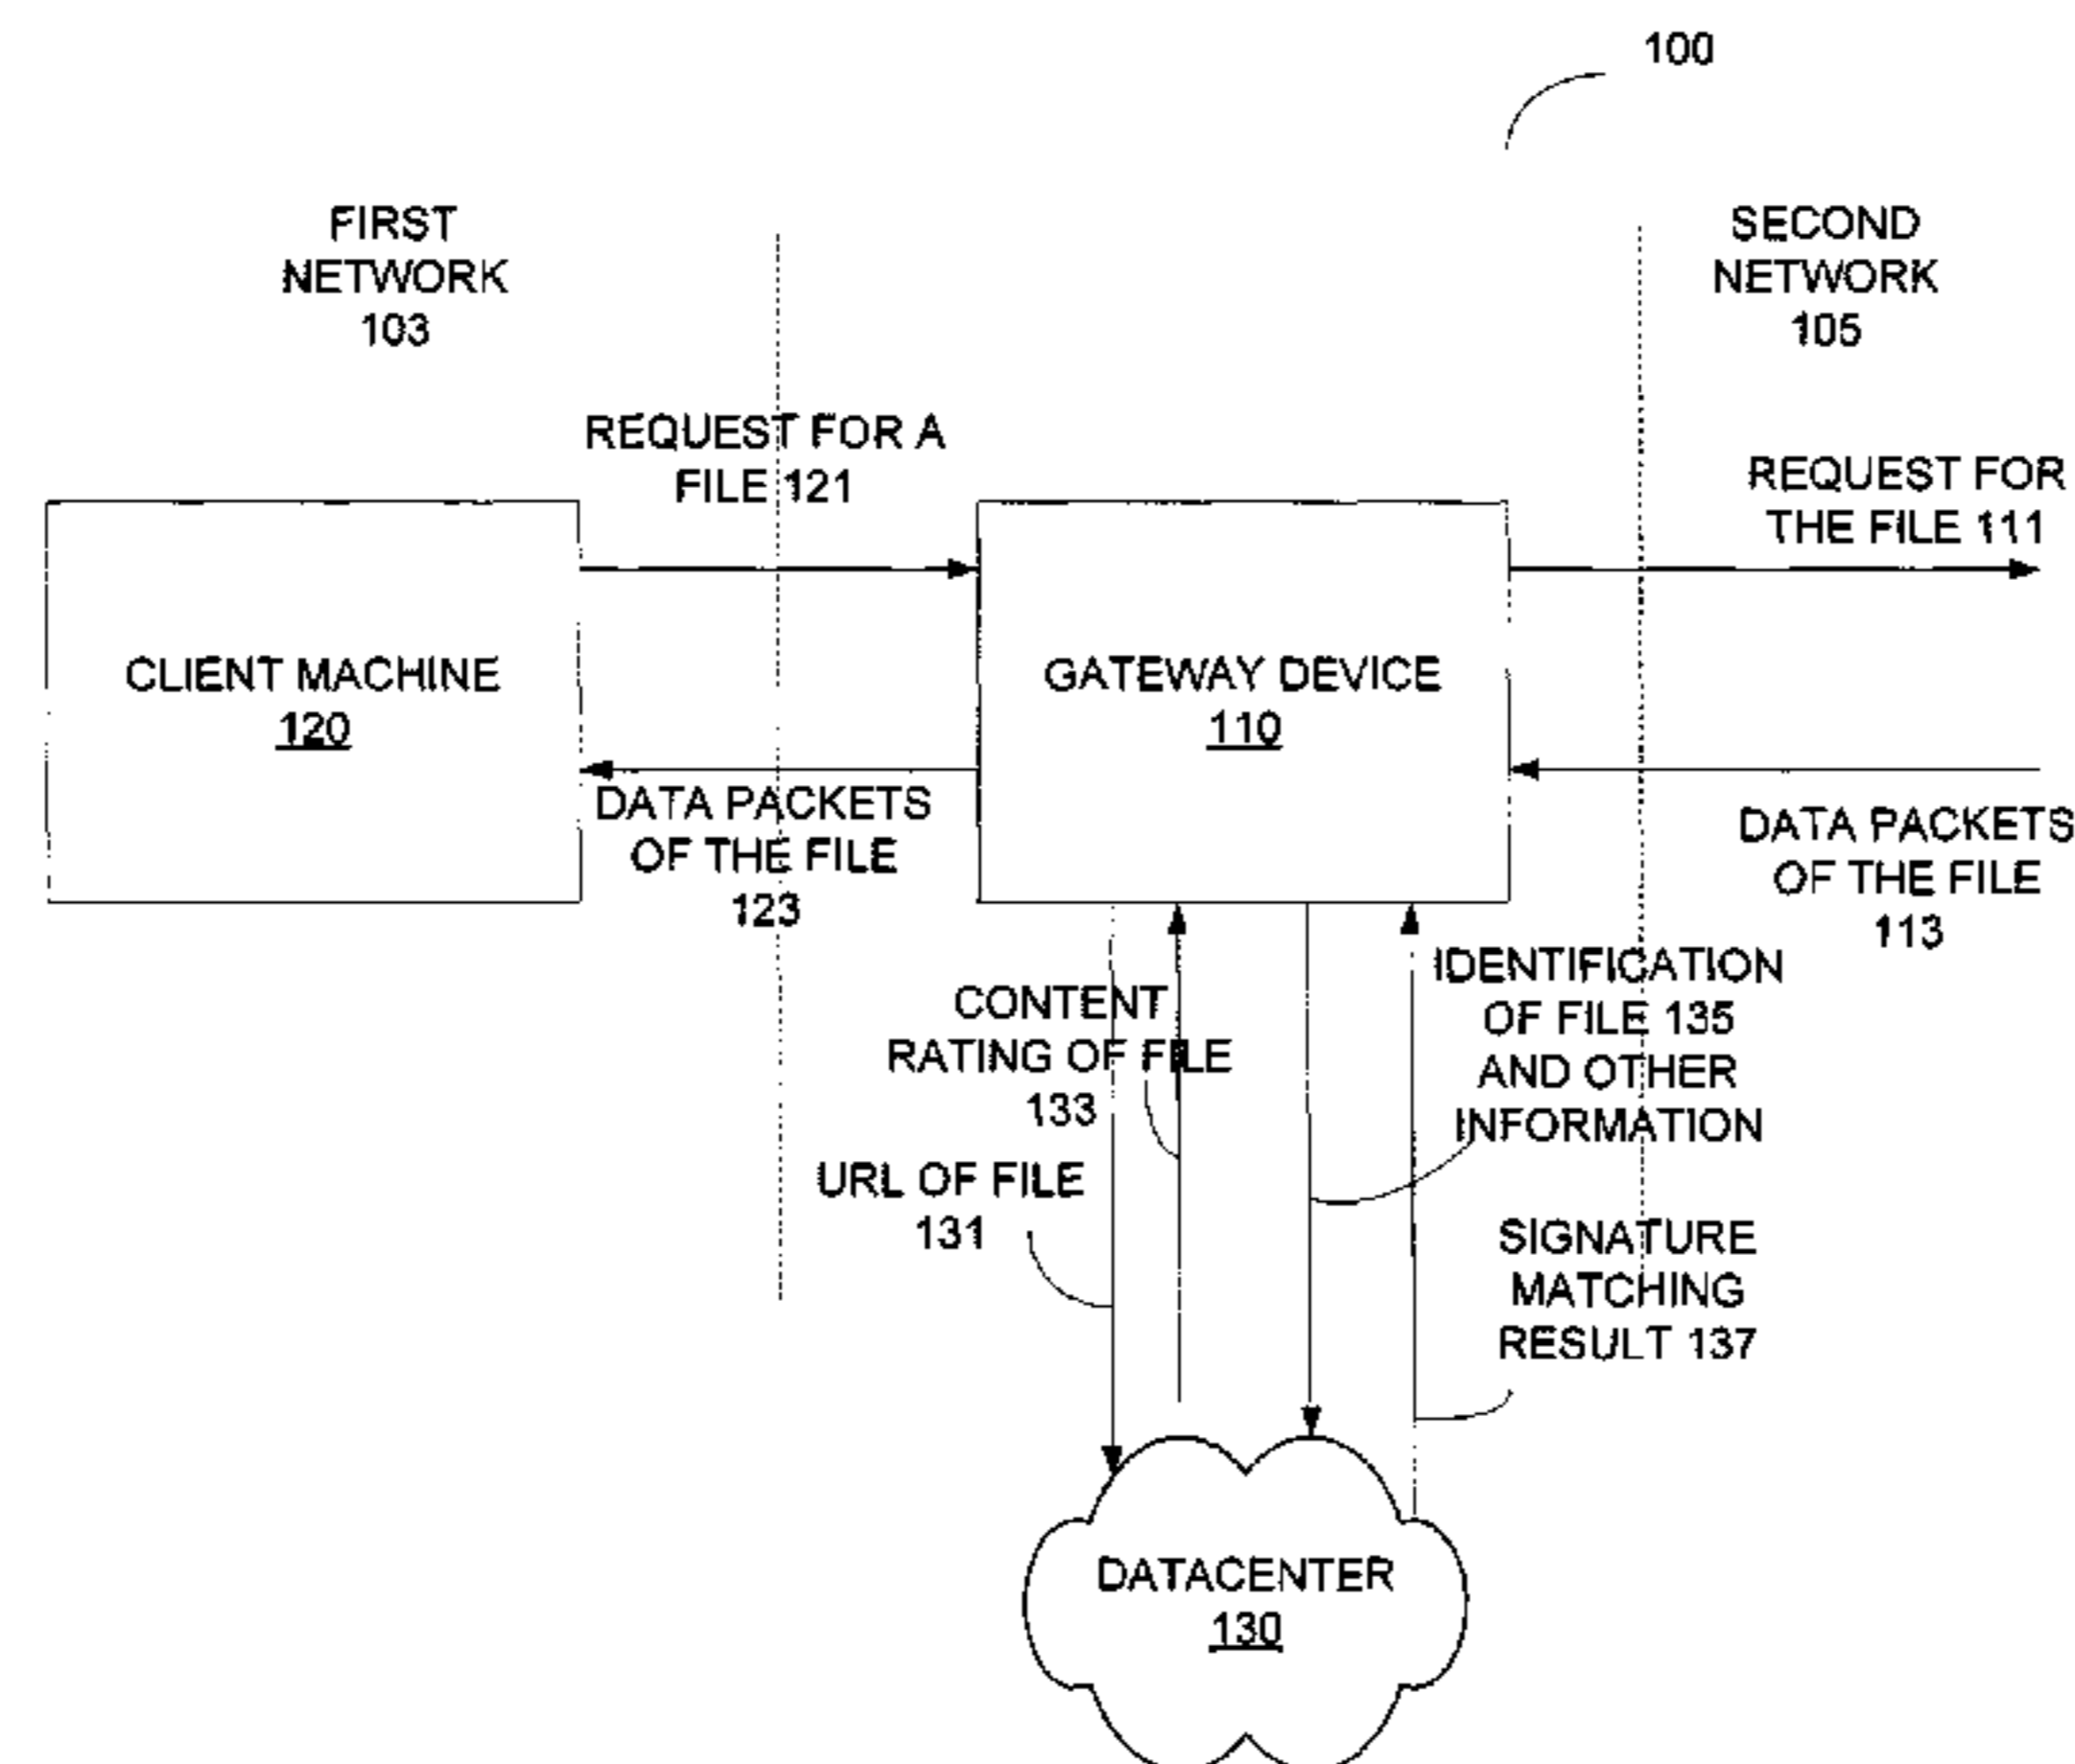 100
FIRST
NETWORK
103
SECOND
NETWORK
105
REQUEST FOR A
FILE 121
REQUEST FOR
THE FILE 111
CLIENT MACHINE
120
GATEWAY DEVICE
110
DATA PACKETS
OF THE FILE
123
DATA PACKETS
OF THE FILE
113
CONTENT
RATING OF FILE
133
IDENTIFICATION
OF FILE 135
AND OTHER
INFORMATION
URL OF FILE
131
SIGNATURE
MATCHING
RESULT 137
DATACENTER
130